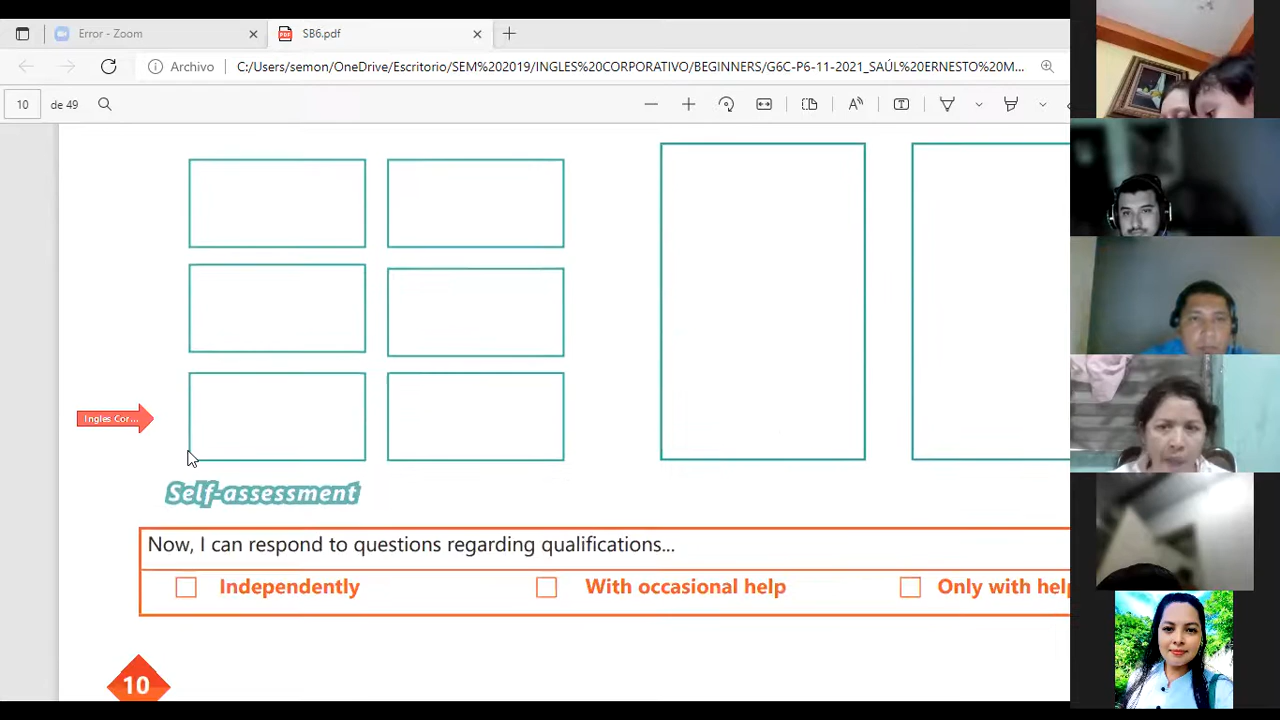 Error - Zoom
SB6.pdf
Archivo
C:/Users/semon/OneDrive/Escritorio/SEM%202019/INGLES%20CORPORATIVO/BEGINNERS/G6C-P6-11-2021_SAÚL%20ERNESTO%20M...
10 de 49
Ingles Cor...
Self-assessment
Now, I can respond to questions regarding qualifications...
Independently
With occasional help
Only with help
10